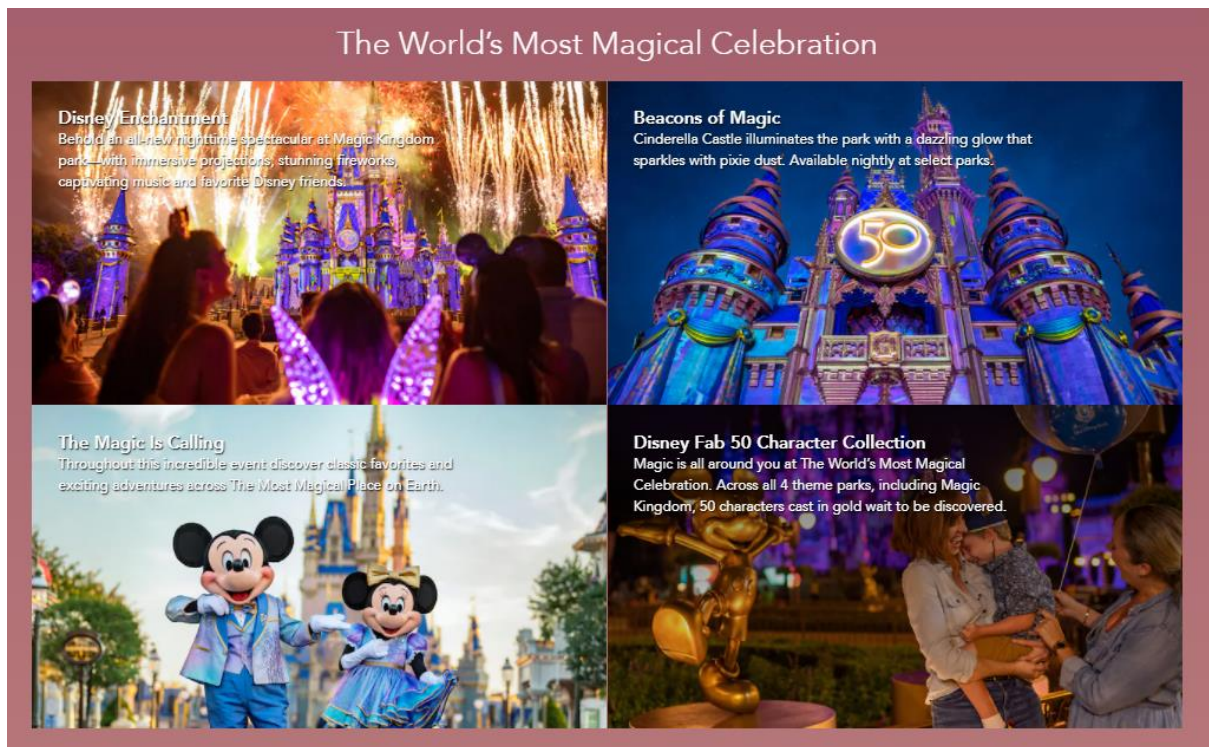 The World's Most Magical Celebration
Disney Enchantment
Behold an all-new nighttime spectacular at Magic Kingdom
park—with immersive projections, stunning fireworks,
captivating music and favorite Disney friends.
Beacons of Magic
Cinderella Castle illuminates the park with a dazzling glow that
sparkles with pixie dust. Available nightly at select parks.
50
The Magic Is Calling
Throughout this incredible event discover classic favorites and
exciting adventures across The Most Magical Place on Earth.
Disney Fab 50 Character Collection
Magic is all around you at The World's Most Magical
Celebration. Across all 4 theme parks, including Magic
Kingdom, 50 characters cast in gold wait to be discovered.